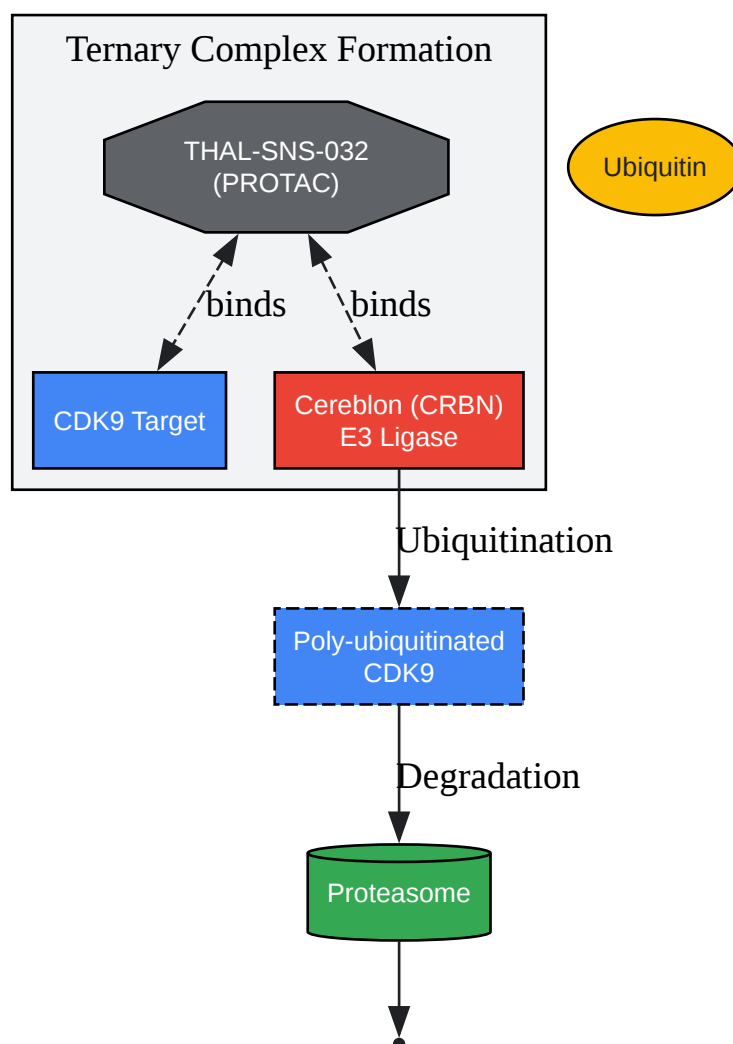 Ternary Complex Formation
THAL-SNS-032
(PROTAC)
Ubiquitin
binds
binds
CDK9 Target
Cereblon (CRBN)
E3 Ligase
Ubiquitination
Poly-ubiquitinated
CDK9
Degradation
Proteasome